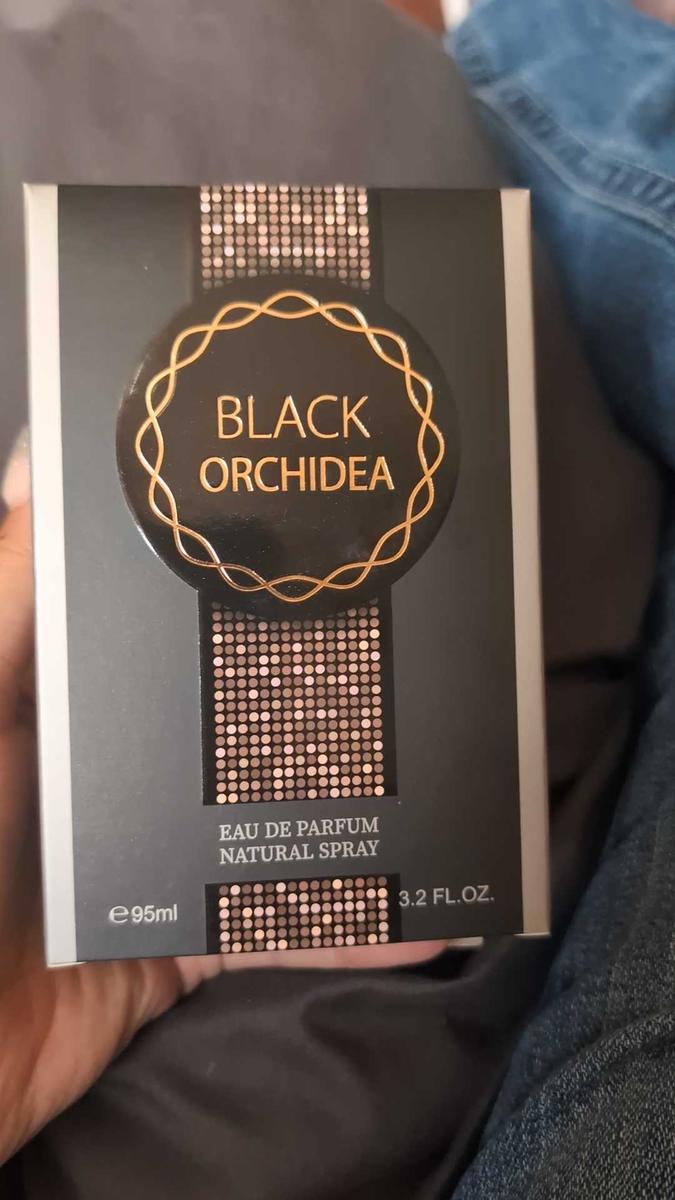 BLACK
ORCHIDEA
EAU DE PARFUM
NATURAL SPRAY
℮95ml
3.2 FL.OZ.